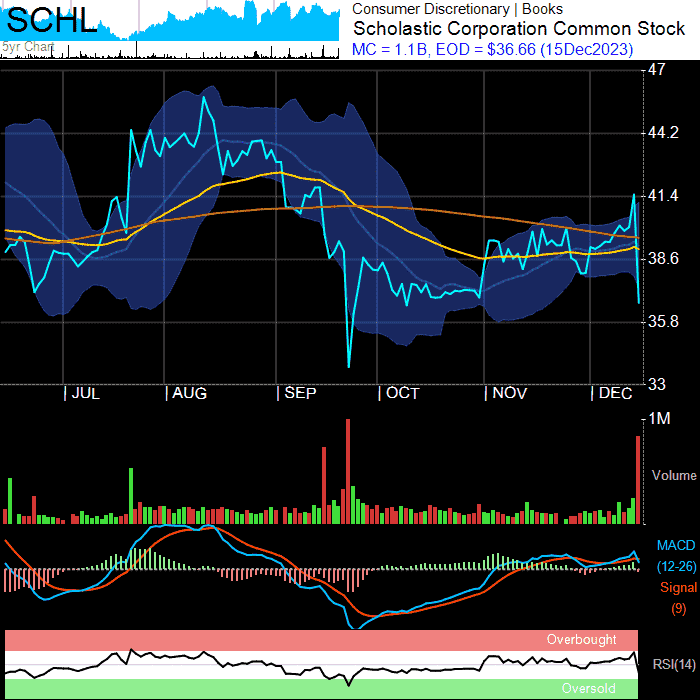 SCHL
5yr Chart
Consumer Discretionary | Books
Scholastic Corporation Common Stock
MC = 1.1B, EOD = $36.66 (15Dec2023)
47
44.2
41.4
38.6
35.8
33
| JUL | AUG | SEP | OCT | NOV | DEC
1M
Volume
MACD
(12-26)
Signal
(9)
Overbought
RSI(14)
Oversold